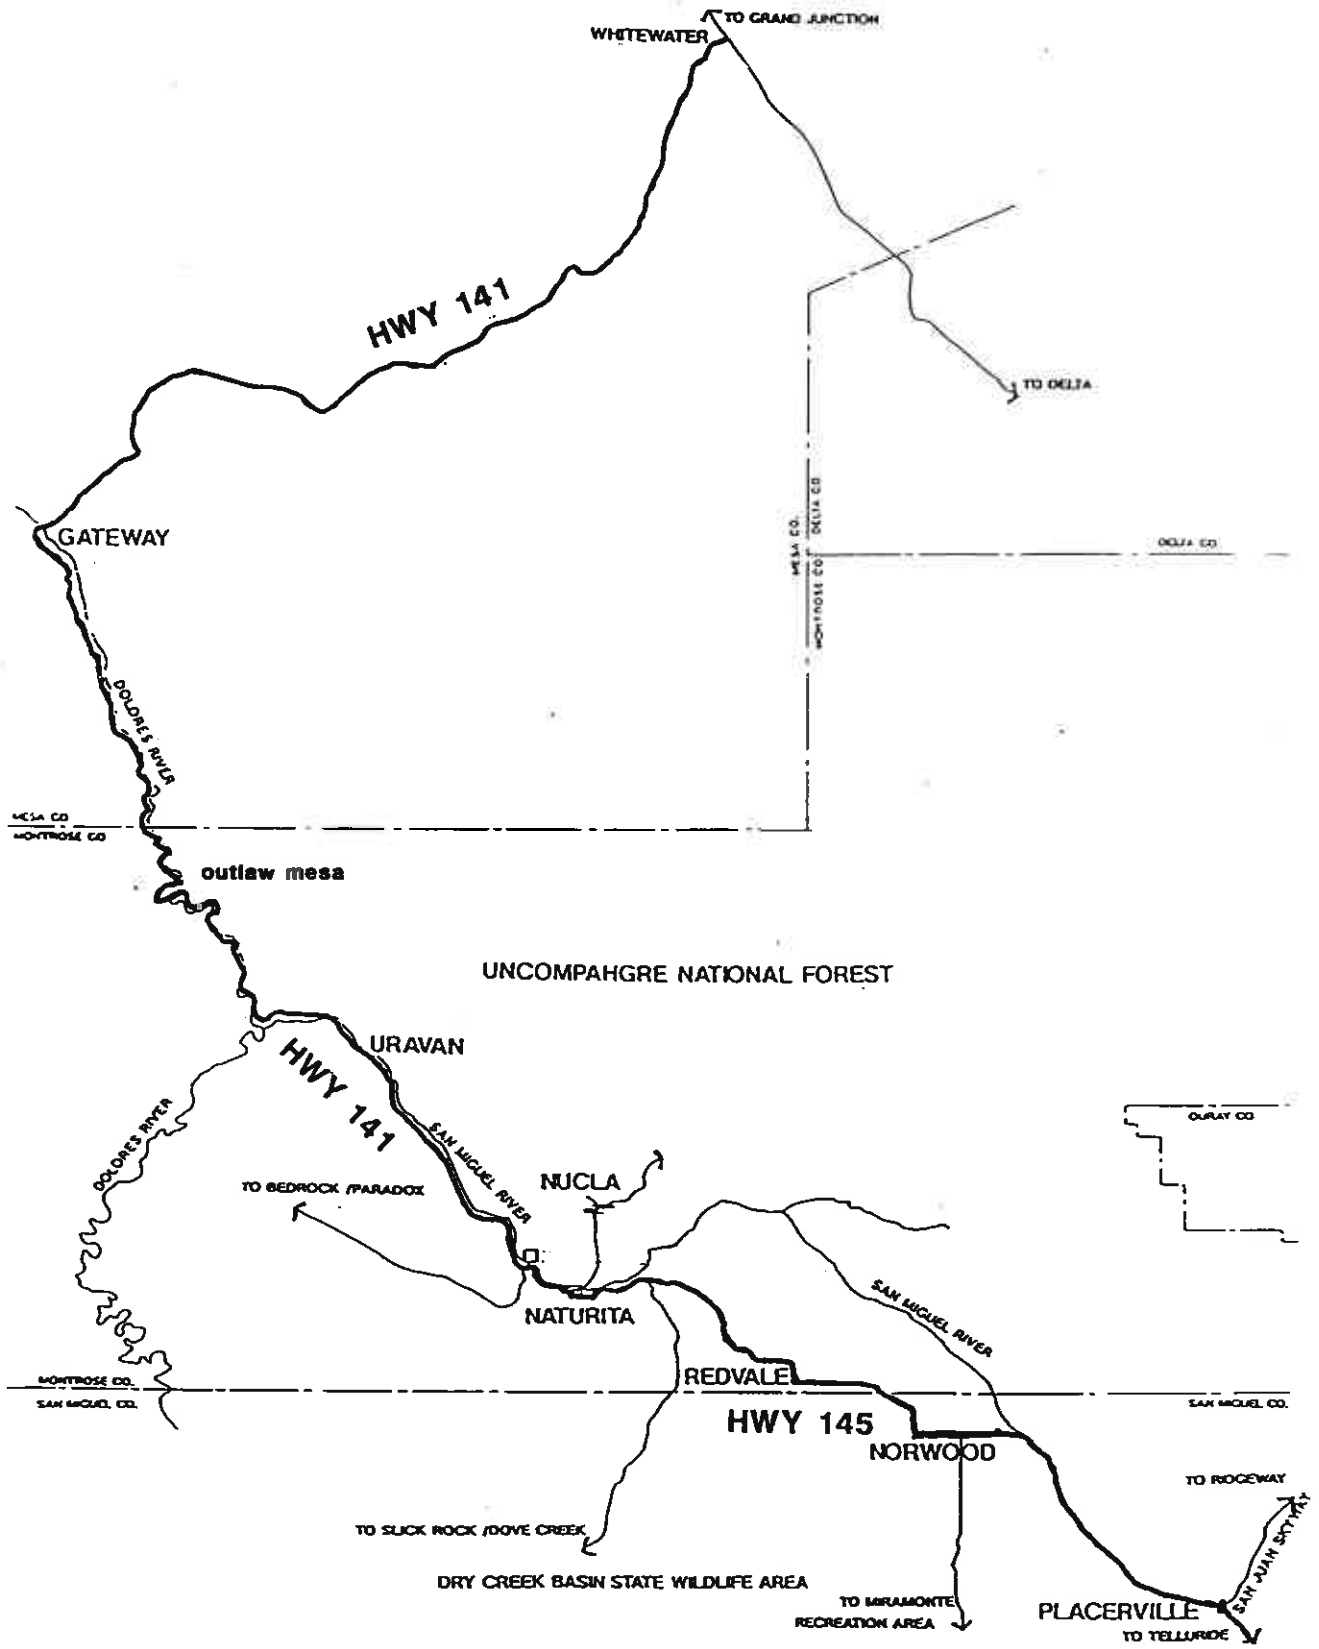 TO GRAND JUNCTION
WHITEWATER
HWY 141
TO DELTA
GATEWAY
MESA CO.
DELTA CO
MONTROSE CO
DELTA CO
DOLORES RIVER
MESA CO
MONTROSE CO
outlaw mesa
UNCOMPAHGRE NATIONAL FOREST
URAVAN
HWY 141
OURAY CO
DOLORES RIVER
SAN MIGUEL RIVER
NUCLA
TO BEDROCK /PARADOX
NATURITA
SAN MIGUEL RIVER
REDVALE
MONTROSE CO.
SAN MIGUEL CO.
SAN MIGUEL CO.
HWY 145
NORWOOD
TO RIDGEWAY
SAN JUAN SKYWAY
TO SLICK ROCK /DOVE CREEK
DRY CREEK BASIN STATE WILDLIFE AREA
TO MIRAMONTE
RECREATION AREA
PLACERVILLE
TO TELLURIDE